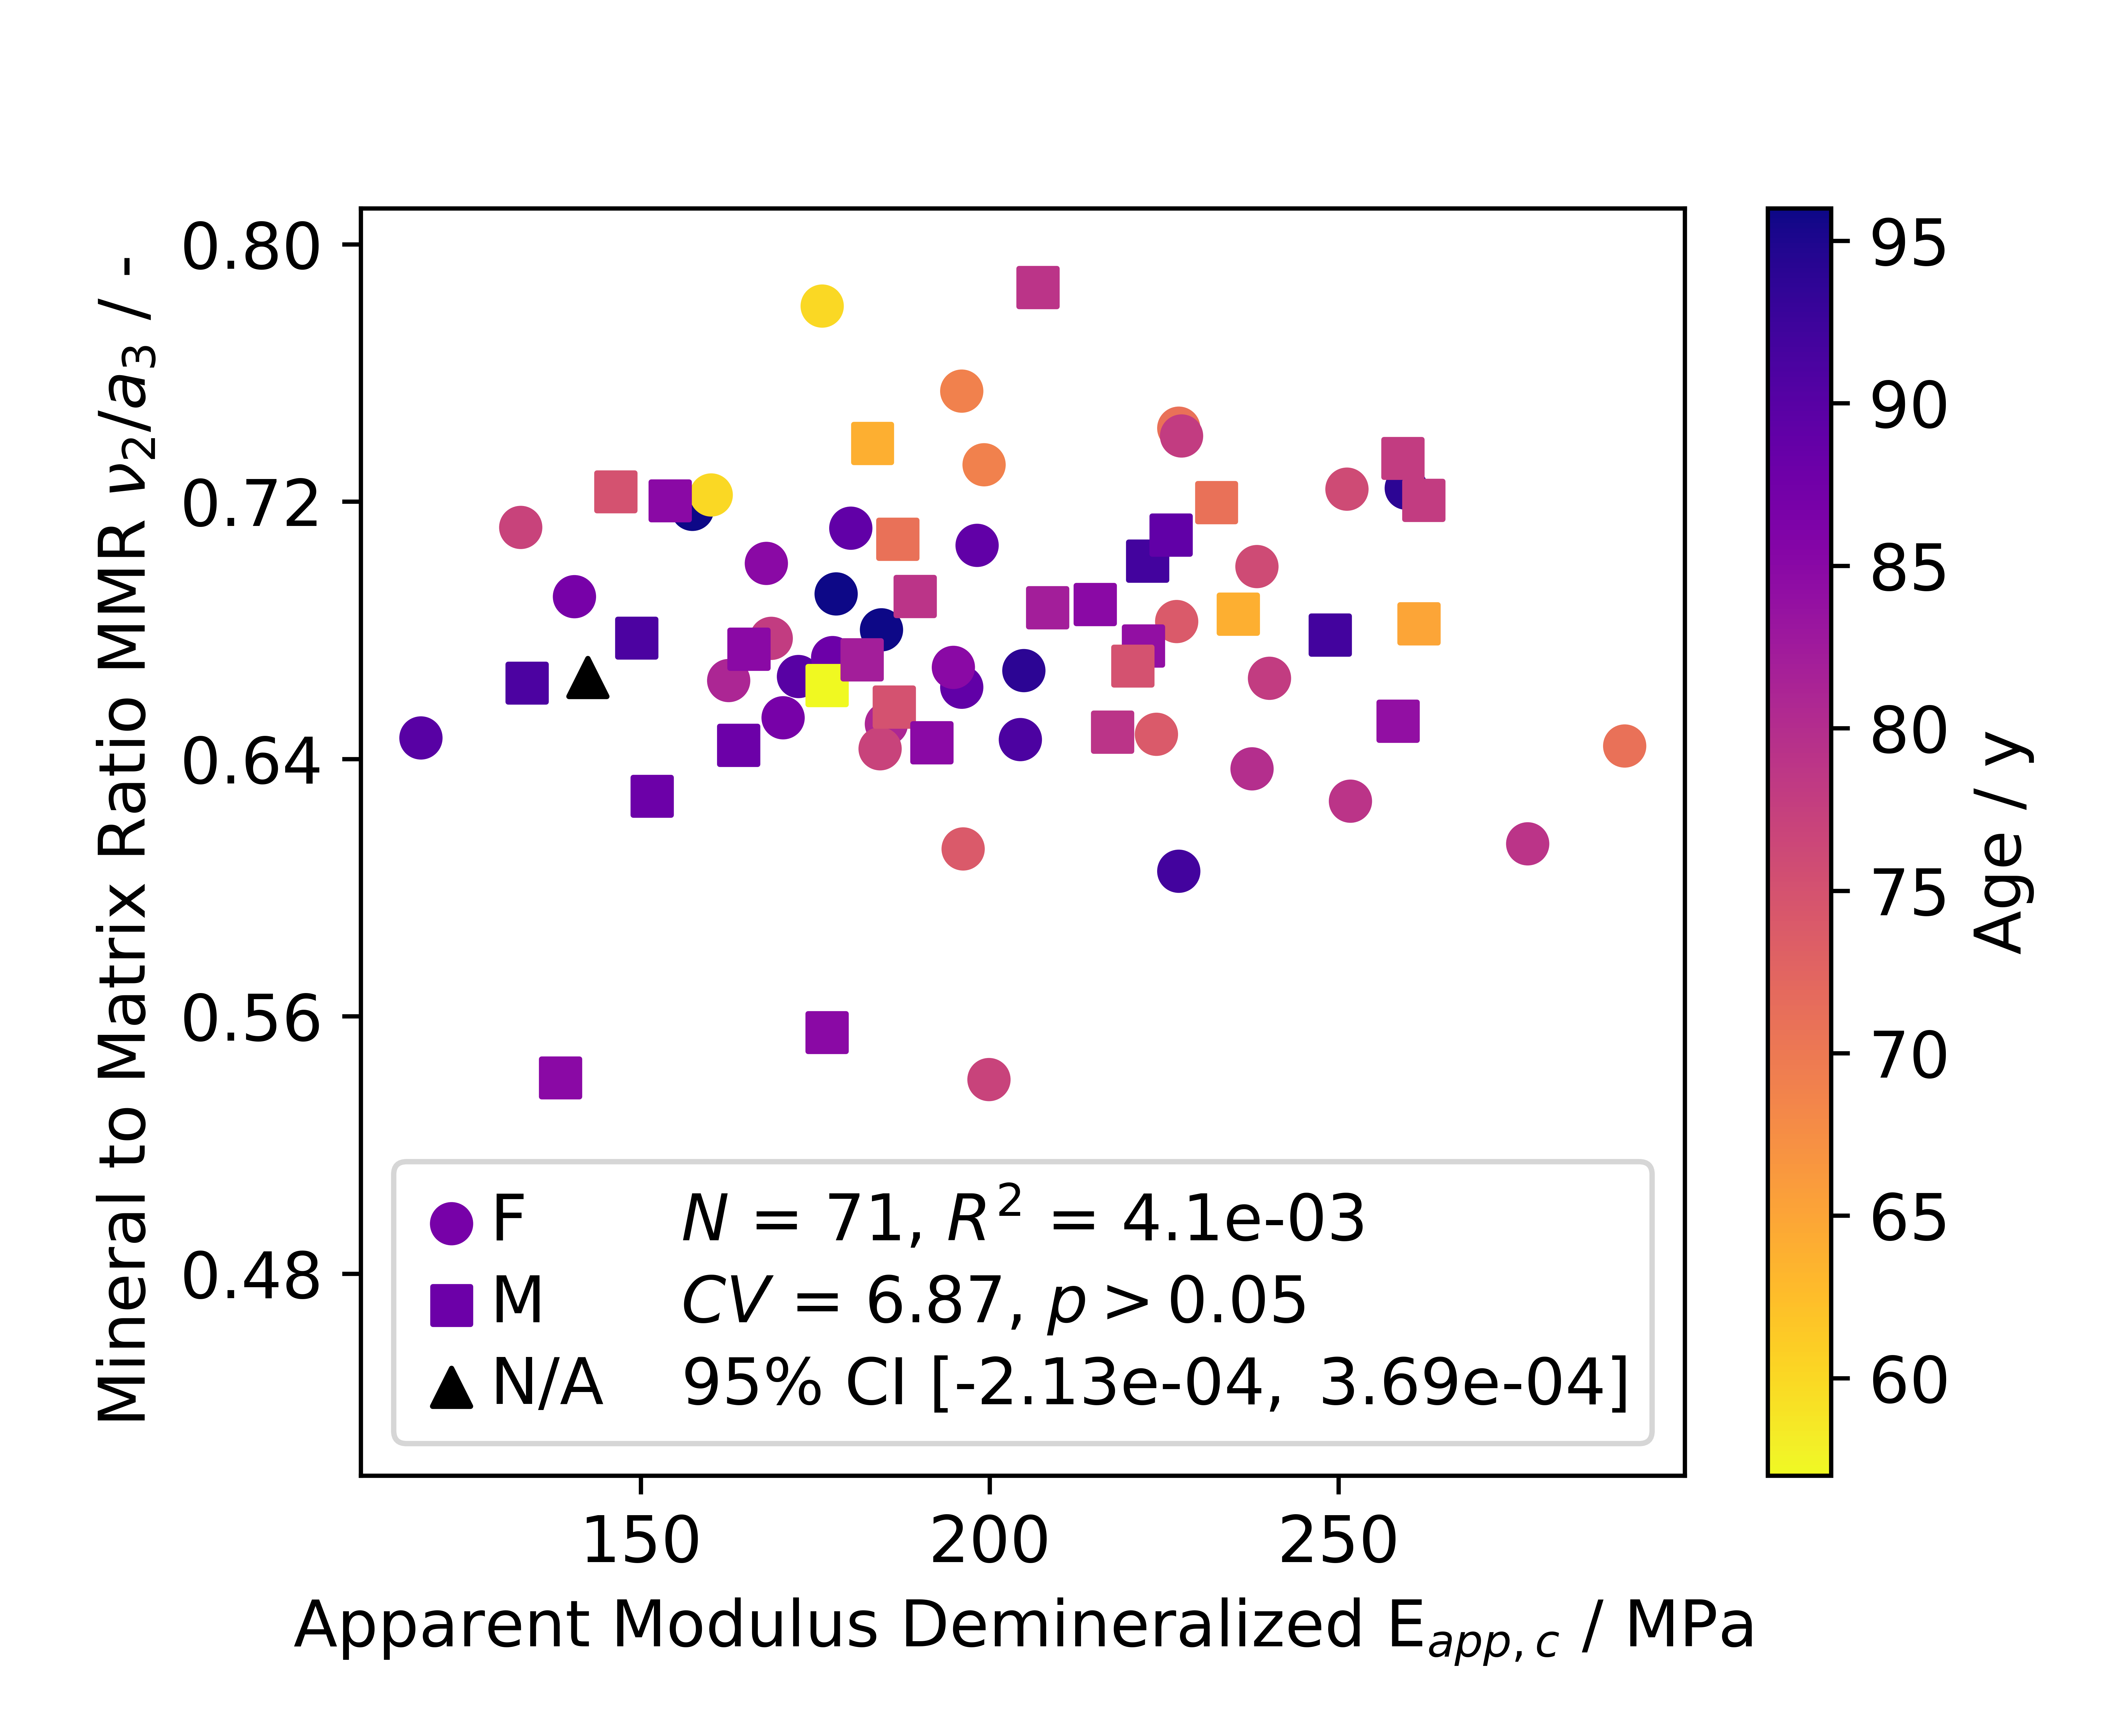 Mineral to Matrix Ratio MMR ν₂/a₃ / -
0.80
0.72
0.64
0.56
0.48
F N = 71, R² = 4.1e-03
M CV = 6.87, p > 0.05
N/A 95% CI [-2.13e-04, 3.69e-04]
150 200 250
Apparent Modulus Demineralized E_app, c / MPa
95
90
85
80
75
70
65
60
Age / y